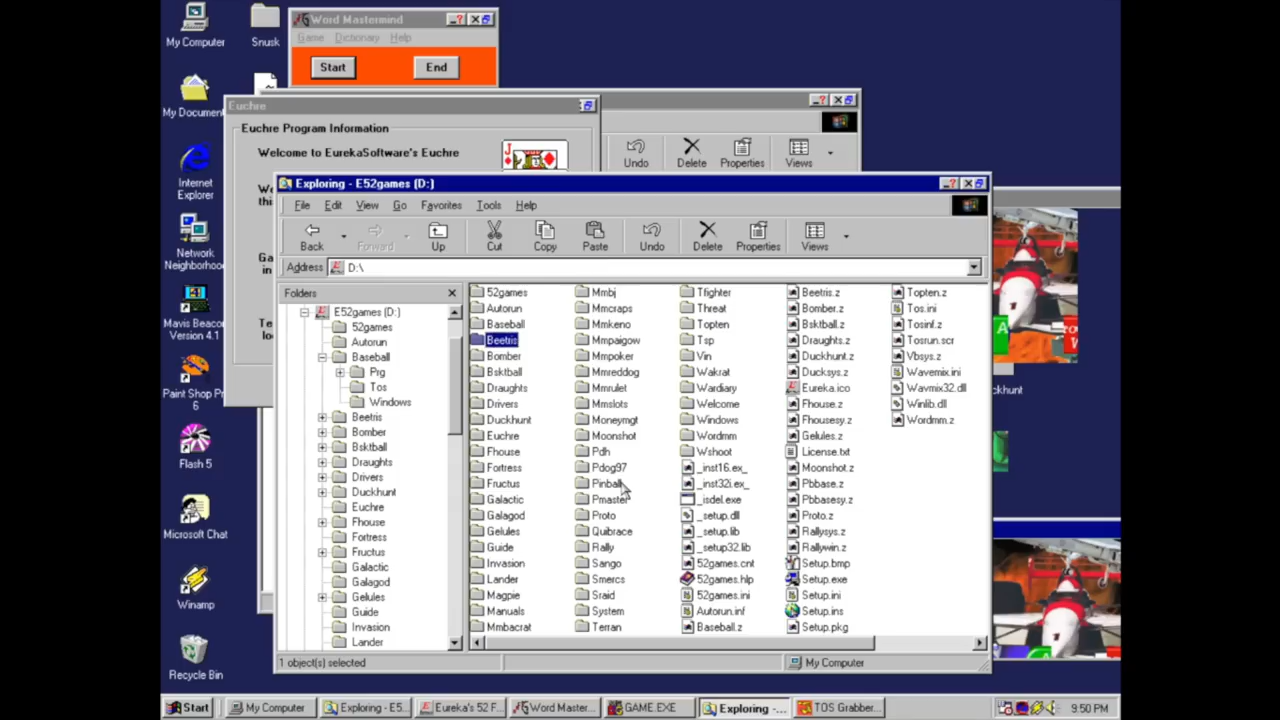 My Computer
Snusk
My Document
Internet
Explorer
Network
Neighborhood
Mavis Beacon
Version 4.1
Paint Shop Pr
6
Flash 5
Microsoft Chat
Winamp
Recycle Bin
Word Mastermind
Game Dictionary Help
Start End
Euchre
Euchre Program Information
Welcome to EurekaSoftware's Euchre
Undo Delete Properties Views
Exploring - E52games (D:)
File Edit View Go Favorites Tools Help
Back Forward Up Cut Copy Paste Undo Delete Properties Views
Address D:\
Folders
E52games (D:)
52games
Autorun
Baseball
Prg
Tos
Windows
Beetris
Bomber
Bsktball
Draughts
Drivers
Duckhunt
Euchre
Fhouse
Fortress
Fructus
Galactic
Galagod
Gelules
Guide
Invasion
Lander
52games
Autorun
Baseball
Beetris
Bomber
Bsktball
Draughts
Drivers
Duckhunt
Euchre
Fhouse
Fortress
Fructus
Galactic
Galagod
Gelules
Guide
Invasion
Lander
Magpie
Manuals
Mmbacrat
Mmbj
Mmcraps
Mmkeno
Mmpaigow
Mmpoker
Mmreddog
Mmrulet
Mmslots
Moneymgt
Moonshot
Pdh
Pdog97
Pinball
Pmaster
Proto
Quibrace
Rally
Sango
Smercs
Sraid
System
Terran
Tfighter
Threat
Topten
Tsp
Vin
Wakrat
Wardiary
Welcome
Windows
Wordmm
Wshoot
_inst16.ex_
_inst32i.ex_
_isdel.exe
_setup.dll
_setup.lib
_setup32.lib
52games.cnt
52games.hlp
52games.ini
Autorun.inf
Baseball.z
Beetris.z
Bomber.z
Bsktball.z
Draughts.z
Duckhunt.z
Ducksys.z
Eureka.ico
Fhouse.z
Fhousesy.z
Gelules.z
License.txt
Moonshot.z
Pbbase.z
Pbbasesy.z
Proto.z
Rallysys.z
Rallywin.z
Setup.bmp
Setup.exe
Setup.ini
Setup.ins
Setup.pkg
Topten.z
Tos.ini
Tosinf.z
Tosrun.scr
Vbsys.z
Wavemix.ini
Wavmix32.dll
Winlib.dll
Wordmm.z
1 object(s) selected My Computer
Start My Computer Exploring - E5... Eureka's 52 F... Word Master... GAME.EXE Exploring -... TOS Grabber... 9:50 PM